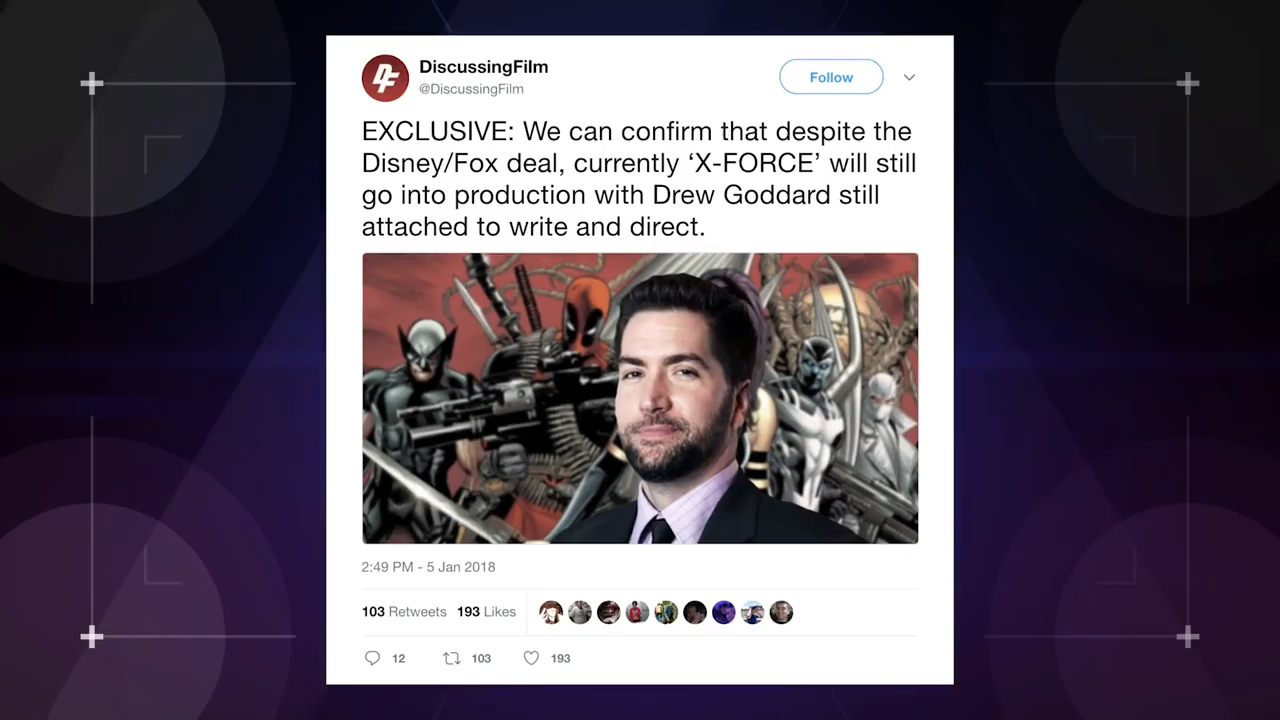 DiscussingFilm
@DiscussingFilm
Follow
EXCLUSIVE: We can confirm that despite the
Disney/Fox deal, currently ‘X-FORCE’ will still
go into production with Drew Goddard still
attached to write and direct.
2:49 PM - 5 Jan 2018
103 Retweets 193 Likes
12 103 193